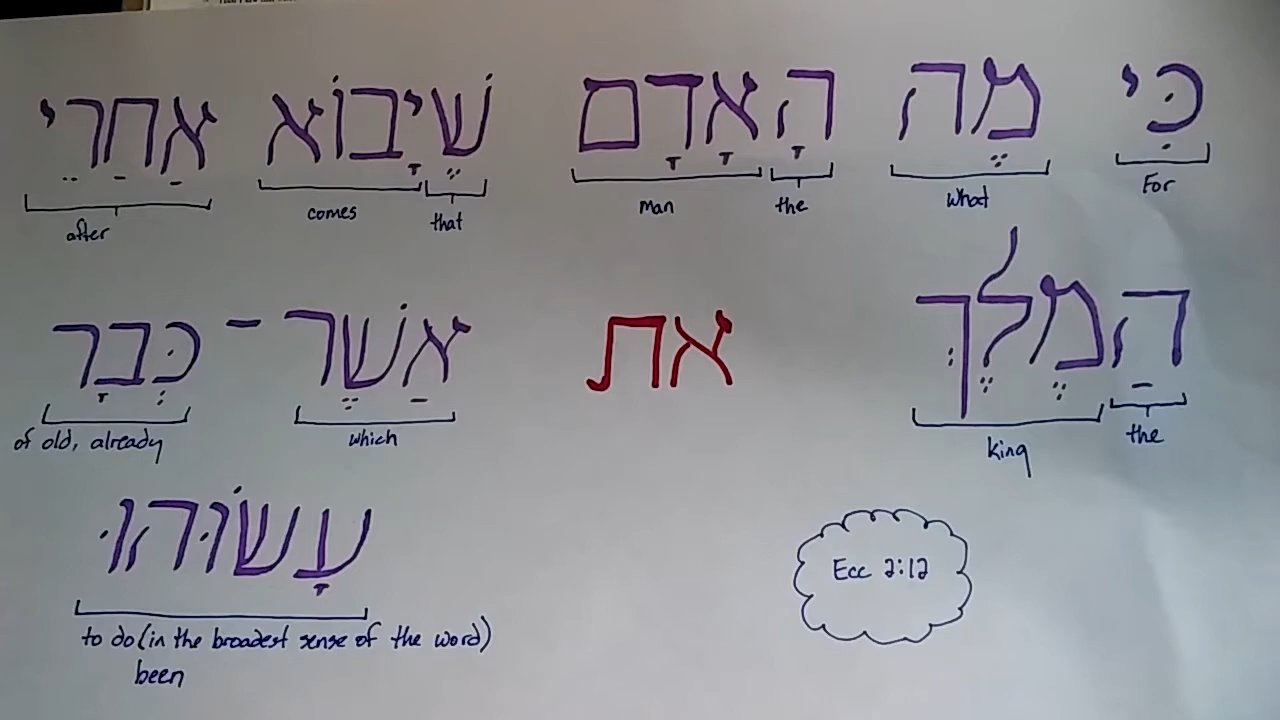 כִּי מֶה הָאָדָם שֶׁיָבוֹא אַחֲרֵי
For what the man that comes after
הַמֶלֶךְ את אַשֶׁר - כְּבָר
the king which of old, already
עָשׂוּהוּ
Ecc 2:12
to do (in the broadest sense of the word)
been